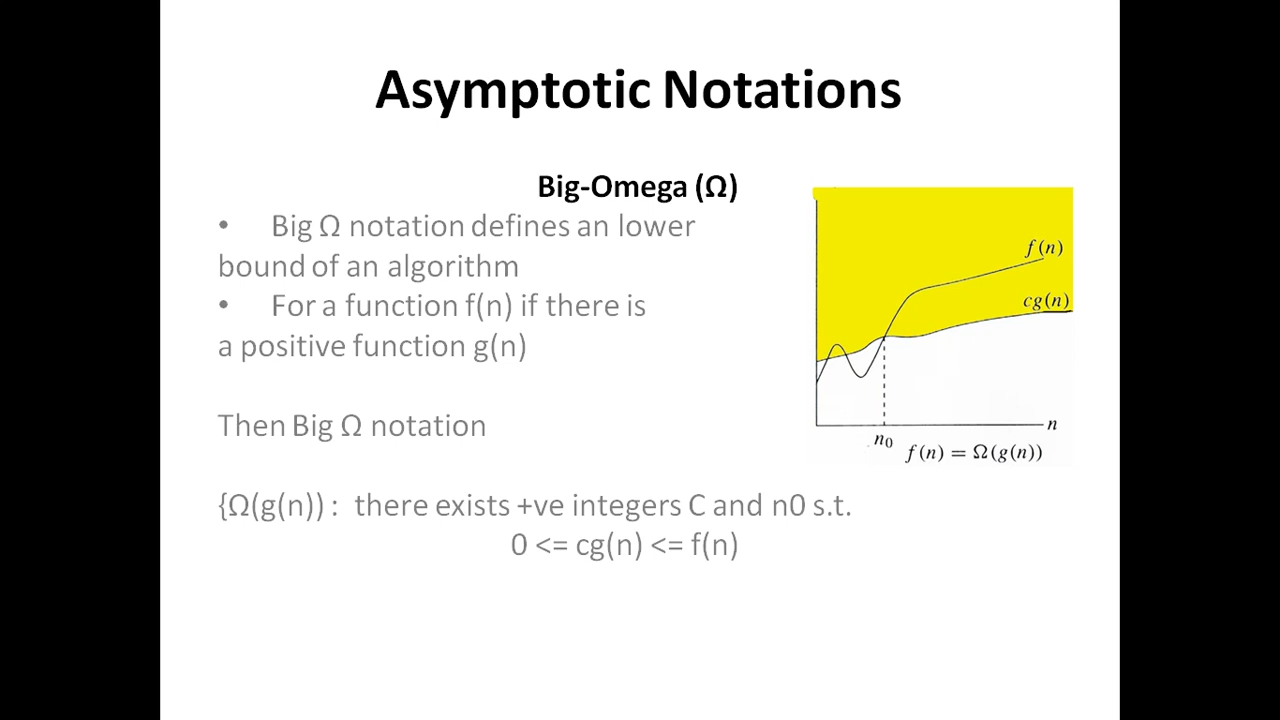 Asymptotic Notations
Big-Omega (Ω)
• Big Ω notation defines an lower
bound of an algorithm
• For a function f(n) if there is
a positive function g(n)
Then Big Ω notation
{Ω(g(n)) : there exists +ve integers C and n0 s.t.
0 <= cg(n) <= f(n)
f(n)
cg(n)
n
n0
f(n) = Ω(g(n))